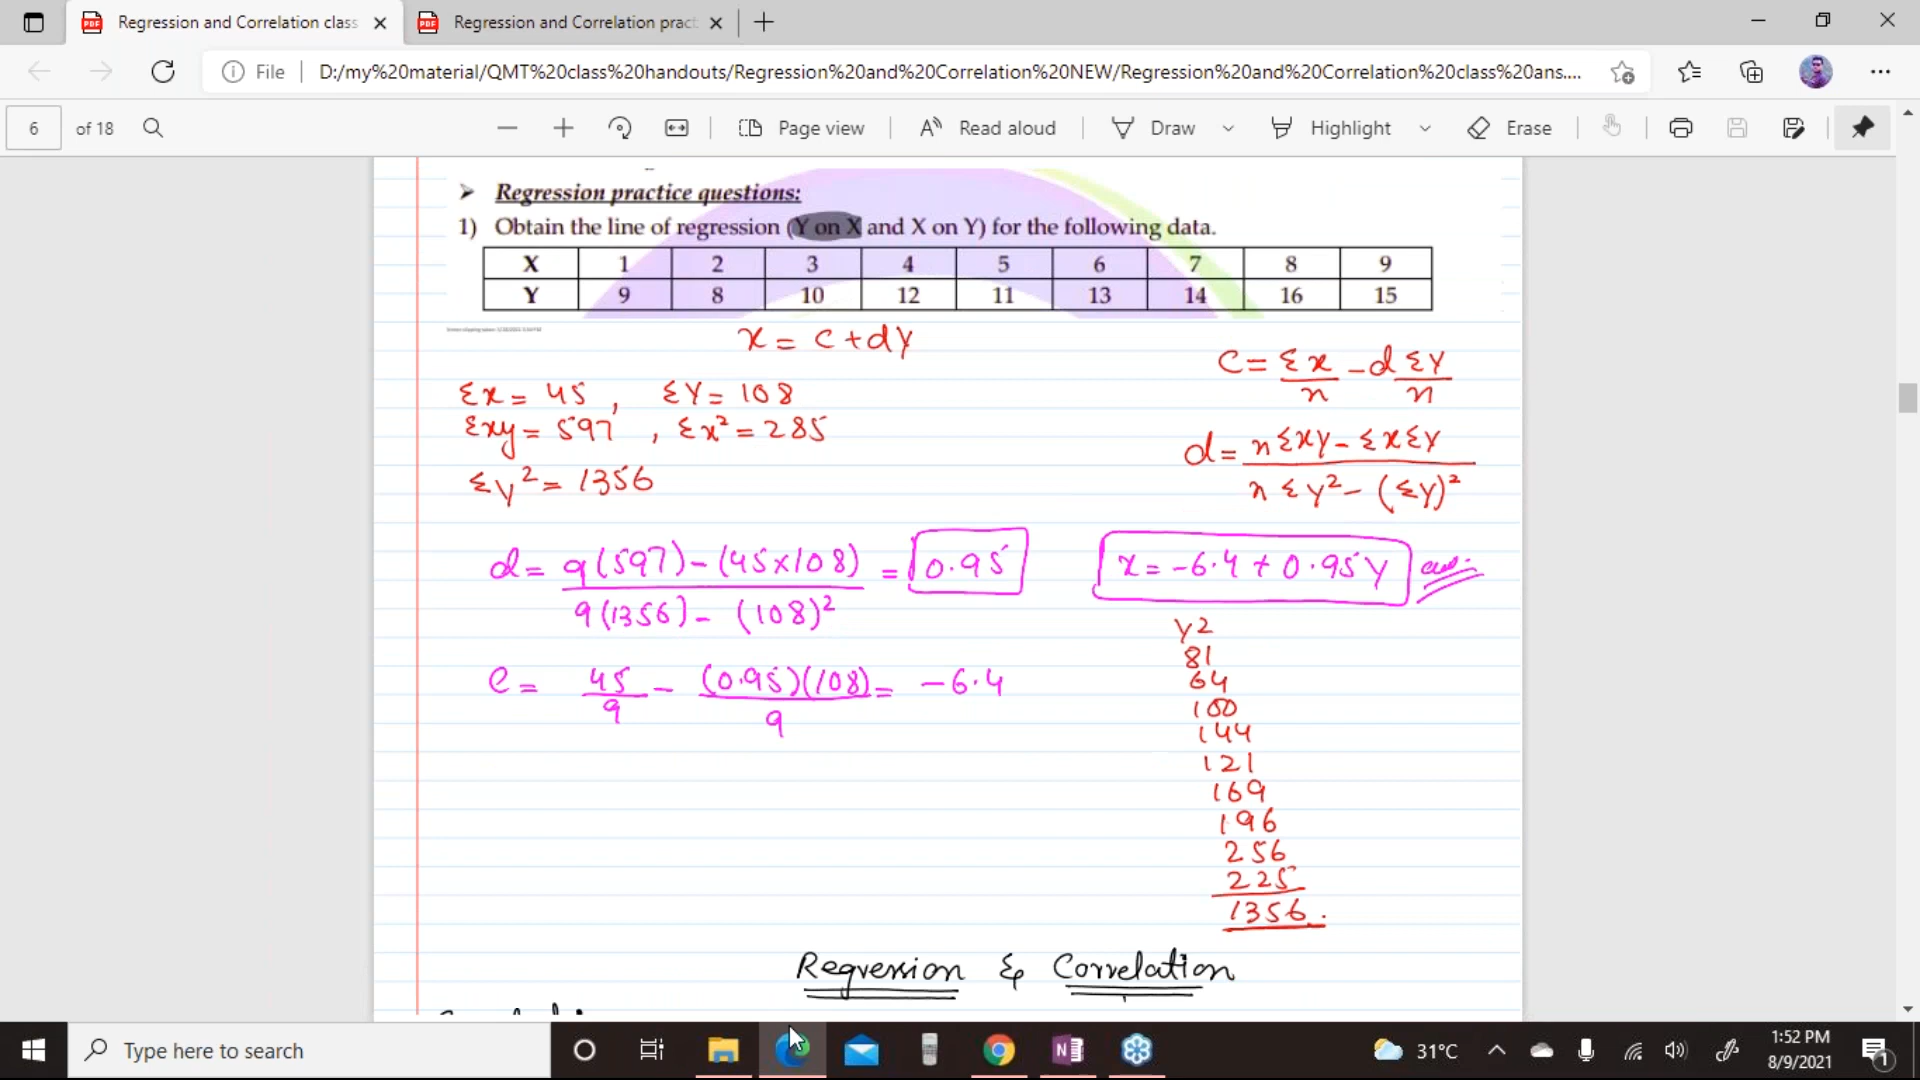 Regression and Correlation class
Regression and Correlation pract
File
D:/my%20material/QMT%20class%20handouts/Regression%20and%20Correlation%20NEW/Regression%20and%20Correlation%20class%20ans....
6 of 18
Page view
Read aloud
Draw
Highlight
Erase
➤ Regression practice questions:
1) Obtain the line of regression (Y on X and X on Y) for the following data.
X 1 2 3 4 5 6 7 8 9
Y 9 8 10 12 11 13 14 16 15
x = c + dy
Σx = 45 , Σy = 108
Σxy = 597 , Σx² = 285
Σy² = 1356
c = Σx/n - d Σy/n
d = nΣxy - ΣxΣy / nΣy² - (Σy)²
d = 9(597) - (45×108) / 9(1356) - (108)² = 0.95
x = -6.4 + 0.95y ans.
c = 45/9 - (0.95)(108)/9 = -6.4
y2
81
64
100
144
121
169
196
256
225
1356.
Regression & Correlation
Type here to search
31°C
1:52 PM
8/9/2021
1